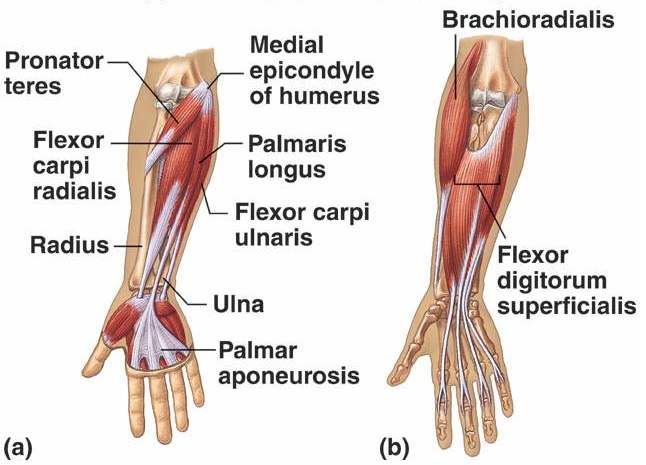 Brachioradialis
Pronator
teres
Medial
epicondyle
of humerus
Flexor
carpi
radialis
Palmaris
longus
Flexor carpi
ulnaris
Radius
Ulna
Palmar
aponeurosis
Flexor
digitorum
superficialis
(a)
(b)